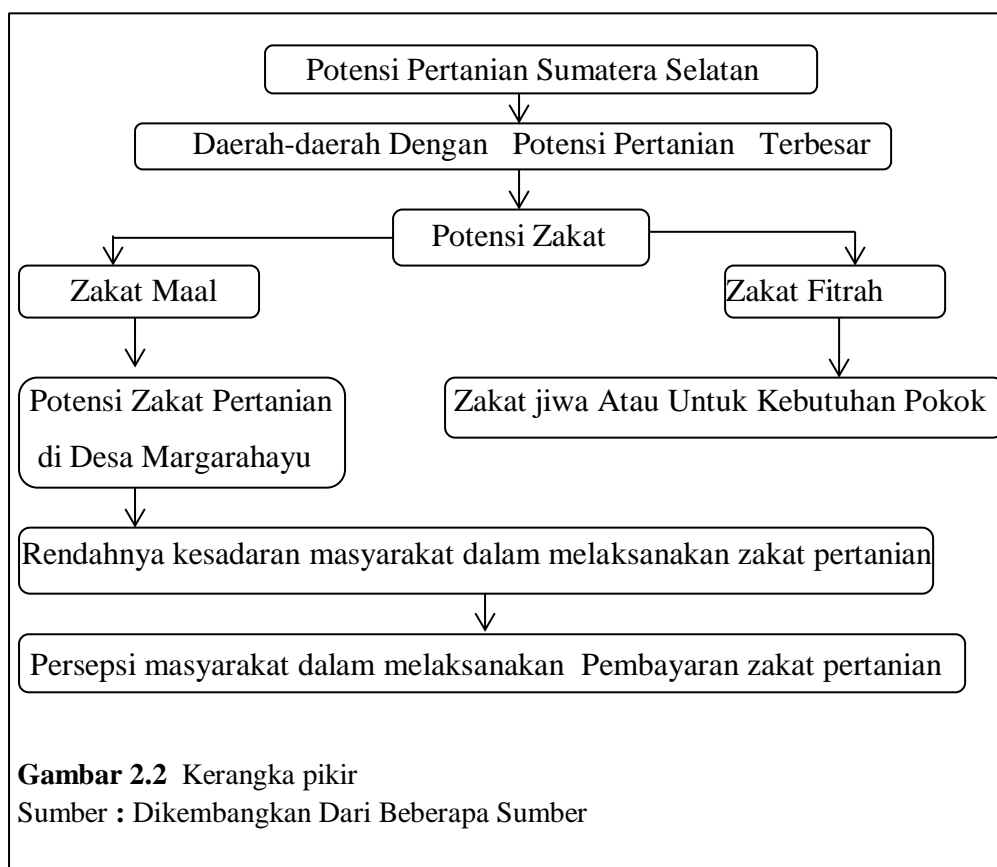 Potensi Pertanian Sumatera Selatan
Daerah-daerah Dengan Potensi Pertanian Terbesar
Potensi Zakat
Zakat Maal
Zakat Fitrah
Potensi Zakat Pertanian
di Desa Margarahayu
Zakat jiwa Atau Untuk Kebutuhan Pokok
Rendahnya kesadaran masyarakat dalam melaksanakan zakat pertanian
Persepsi masyarakat dalam melaksanakan Pembayaran zakat pertanian
Gambar 2.2 Kerangka pikir
Sumber : Dikembangkan Dari Beberapa Sumber